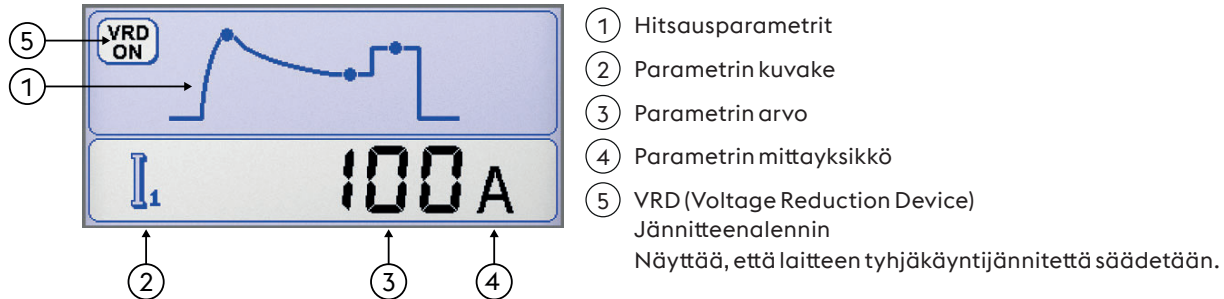 5
VRD
ON
1
I1
100 A
2
3
4
1 Hitsausparametrit
2 Parametrin kuvake
3 Parametrin arvo
4 Parametrin mittayksikkö
5 VRD (Voltage Reduction Device)
Jännitteenalennin
Näyttää, että laitteen tyhjäkäyntijännitettä säädetään.